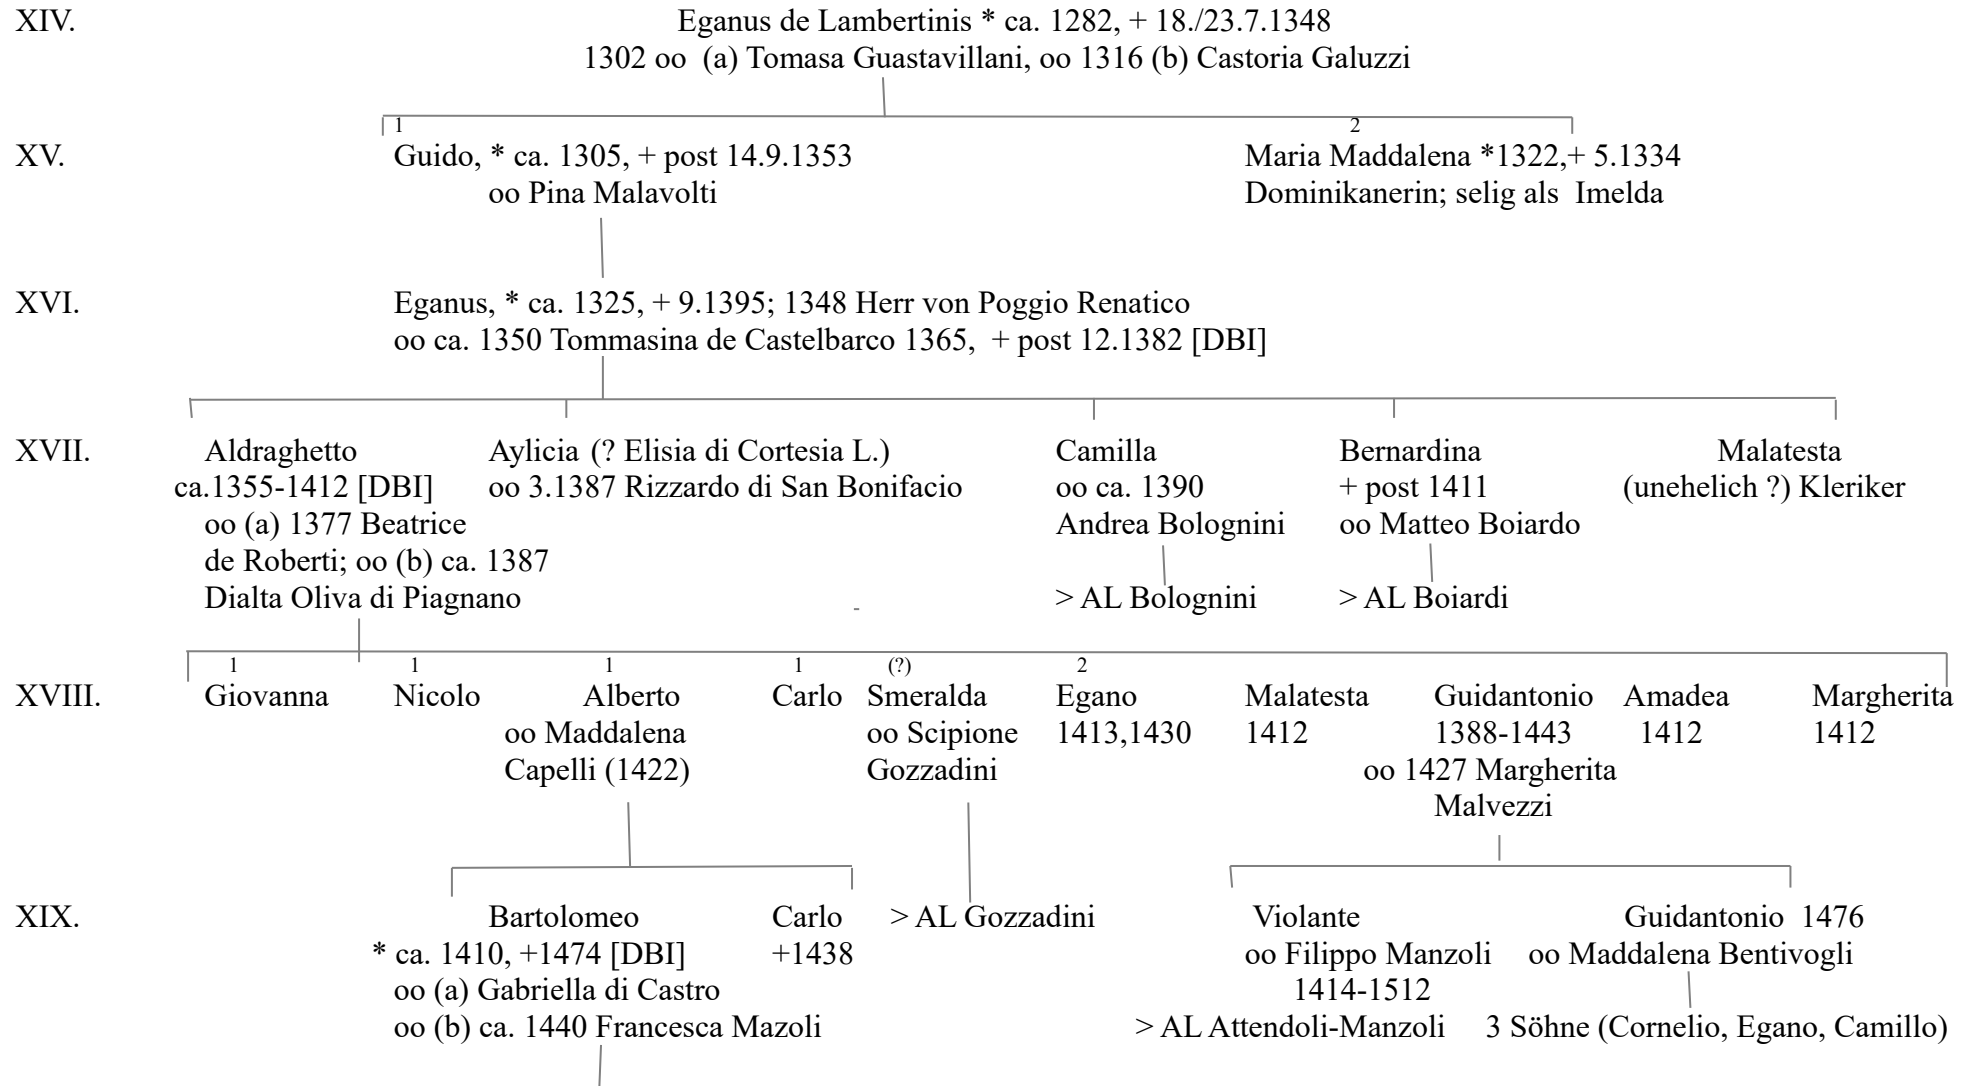 XIV. Eganus de Lambertinis * ca. 1282, + 18./23.7.1348
1302 oo (a) Tomasa Guastavillani, oo 1316 (b) Castoria Galuzzi
1 2
XV. Guido, * ca. 1305, + post 14.9.1353 Maria Maddalena *1322,+ 5.1334
oo Pina Malavolti Dominikanerin; selig als Imelda
XVI. Eganus, * ca. 1325, + 9.1395; 1348 Herr von Poggio Renatico
oo ca. 1350 Tommasina de Castelbarco 1365, + post 12.1382 [DBI]
XVII. Aldraghetto Aylicia (? Elisia di Cortesia L.) Camilla Bernardina Malatesta
ca.1355-1412 [DBI] oo 3.1387 Rizzardo di San Bonifacio oo ca. 1390 + post 1411 (unehelich ?) Kleriker
oo (a) 1377 Beatrice Andrea Bolognini oo Matteo Boiardo
de Roberti; oo (b) ca. 1387
Dialta Oliva di Piagnano - > AL Bolognini > AL Boiardi
1 1 1 1 (?) 2
XVIII. Giovanna Nicolo Alberto Carlo Smeralda Egano Malatesta Guidantonio Amadea Margherita
oo Maddalena oo Scipione 1413,1430 1412 1388-1443 1412 1412
Capelli (1422) Gozzadini oo 1427 Margherita
Malvezzi
XIX. Bartolomeo Carlo > AL Gozzadini Violante Guidantonio 1476
* ca. 1410, +1474 [DBI] +1438 oo Filippo Manzoli oo Maddalena Bentivogli
oo (a) Gabriella di Castro 1414-1512
oo (b) ca. 1440 Francesca Mazoli > AL Attendoli-Manzoli 3 Söhne (Cornelio, Egano, Camillo)